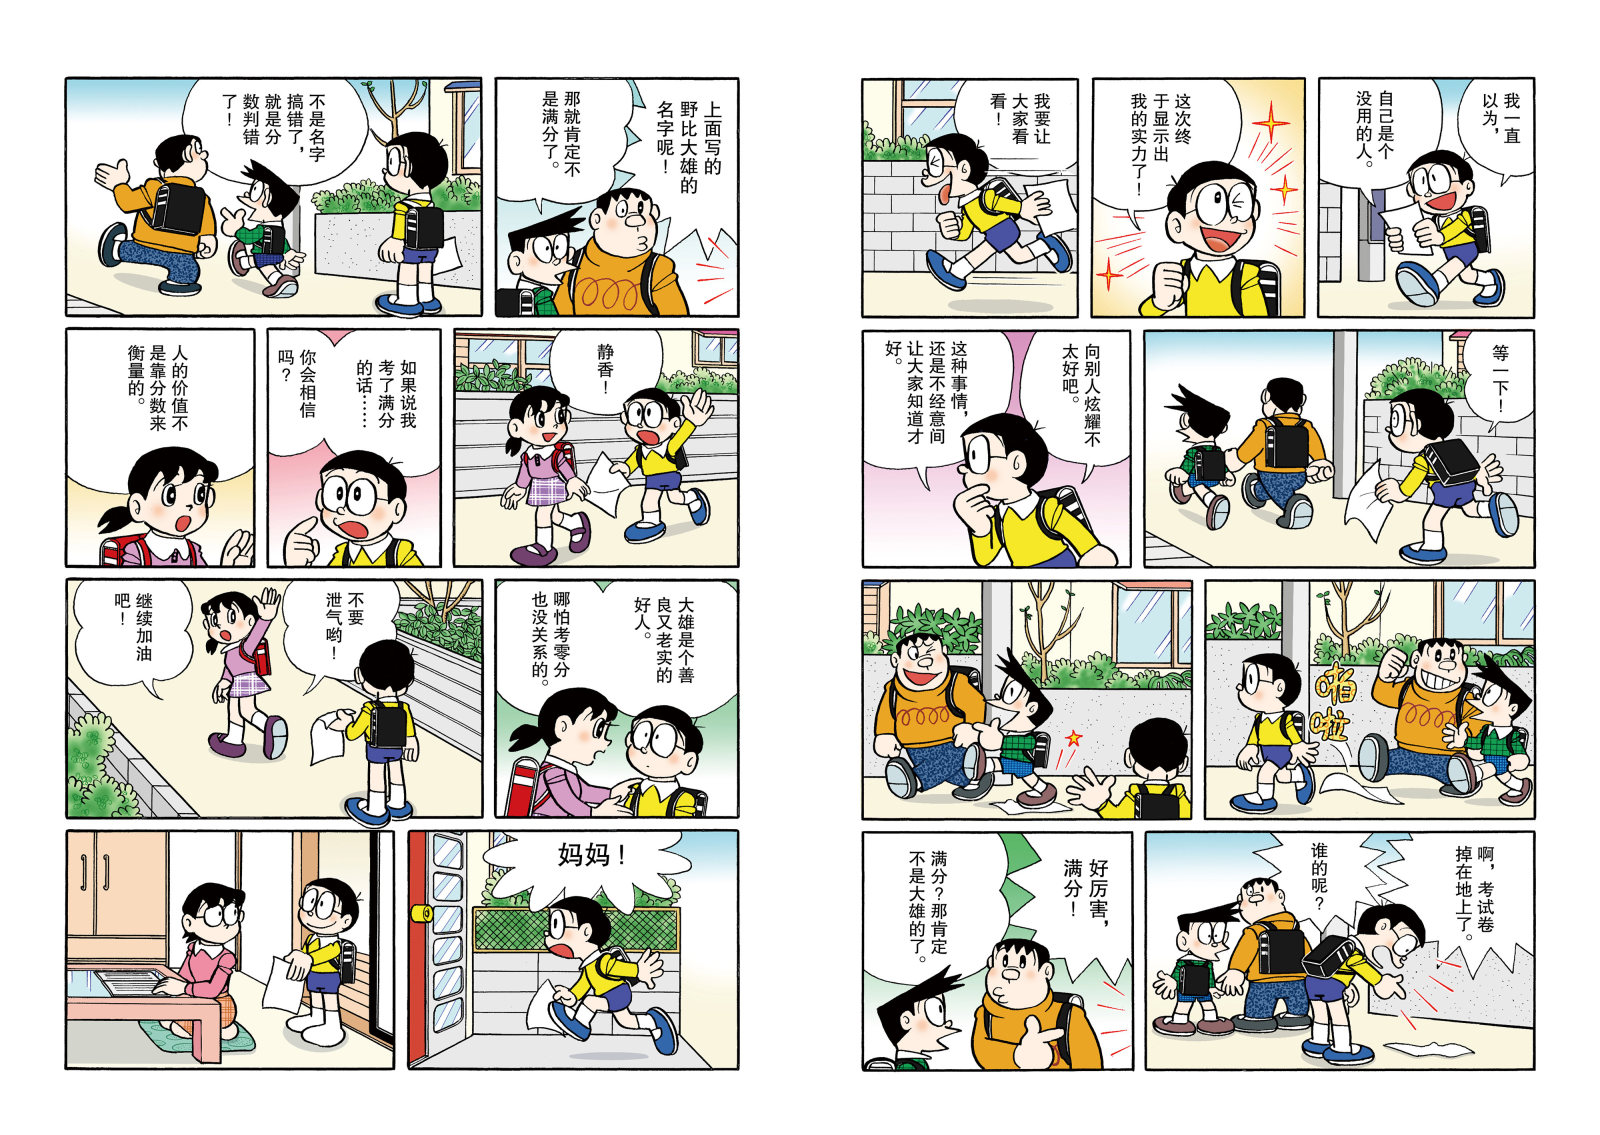 我一直
以为，
自己是个
没用的人。
这次终
于显示出
我的实力了！
我要让
大家看
看！
等一下！
向别人炫耀不
太好吧。
这种事情，
还是不经意间
让大家知道才
好。
啪
啦
啊，考试卷
掉在地上了。
谁的呢？
好厉害，
满分！
满分？那肯定
不是大雄的了。
上面写的
野比大雄的
名字呢！
那就肯定不
是满分了。
不是名字
搞错了，
就是分
数判错
了！
静
香！
如果说我
考了满分
的话……
你会相信
吗？
人的价值不
是靠分数来
衡量的。
大雄是个善
良又老实的
好人。
哪怕考零分
也没关系的。
不要
泄气哟！
继续加油
吧！
妈妈！